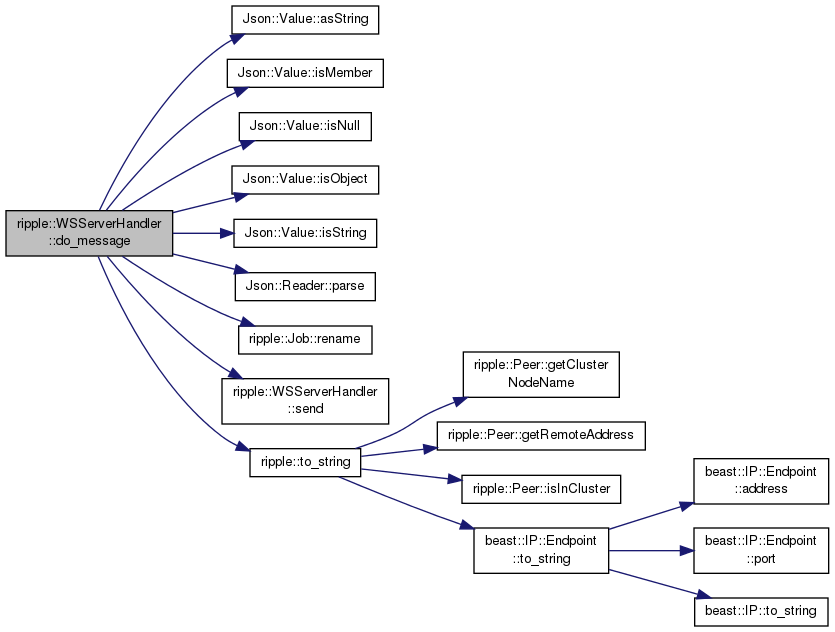 Json::Value::asString
Json::Value::isMember
Json::Value::isNull
Json::Value::isObject
ripple::WSServerHandler
::do_message
Json::Value::isString
Json::Reader::parse
ripple::Job::rename
ripple::WSServerHandler
::send
ripple::to_string
ripple::Peer::getCluster
NodeName
ripple::Peer::getRemoteAddress
ripple::Peer::isInCluster
beast::IP::Endpoint
::to_string
beast::IP::Endpoint
::address
beast::IP::Endpoint
::port
beast::IP::to_string